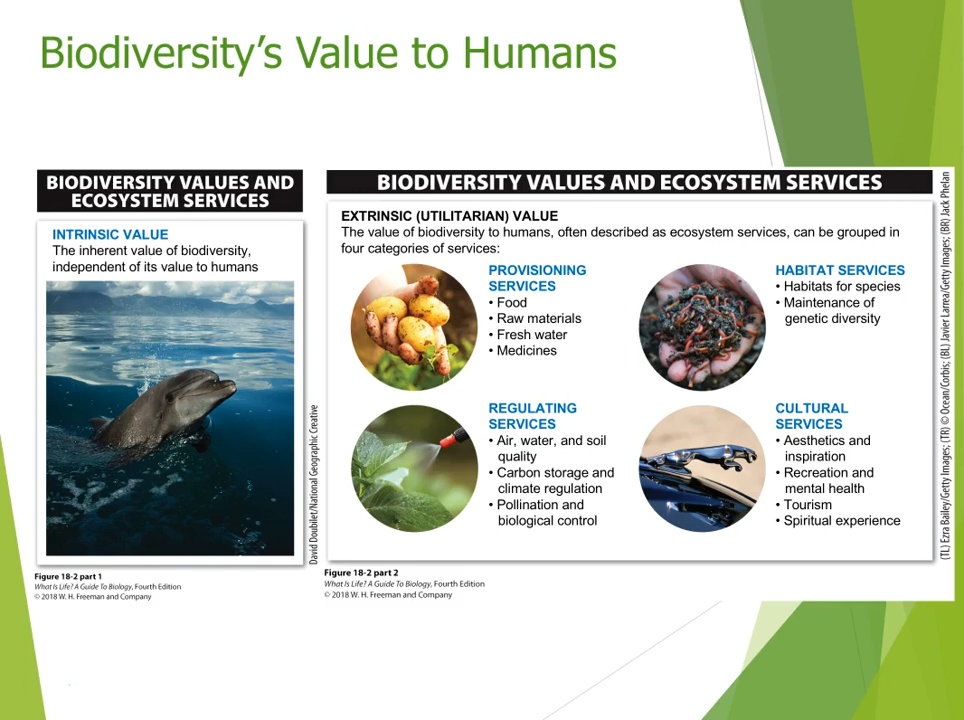 Biodiversity’s Value to Humans
BIODIVERSITY VALUES AND
ECOSYSTEM SERVICES
INTRINSIC VALUE
The inherent value of biodiversity,
independent of its value to humans
David Doubilet/National Geographic Creative
Figure 18-2 part 1
What Is Life? A Guide To Biology, Fourth Edition
© 2018 W. H. Freeman and Company
BIODIVERSITY VALUES AND ECOSYSTEM SERVICES
EXTRINSIC (UTILITARIAN) VALUE
The value of biodiversity to humans, often described as ecosystem services, can be grouped in
four categories of services:
PROVISIONING
SERVICES
• Food
• Raw materials
• Fresh water
• Medicines
HABITAT SERVICES
• Habitats for species
• Maintenance of
genetic diversity
REGULATING
SERVICES
• Air, water, and soil
quality
• Carbon storage and
climate regulation
• Pollination and
biological control
CULTURAL
SERVICES
• Aesthetics and
inspiration
• Recreation and
mental health
• Tourism
• Spiritual experience
(TL) Ezra Bailey/Getty Images; (TR) © Ocean/Corbis; (BL) Javier Larrea/Getty Images; (BR) Jack Phelan
Figure 18-2 part 2
What Is Life? A Guide To Biology, Fourth Edition
© 2018 W. H. Freeman and Company